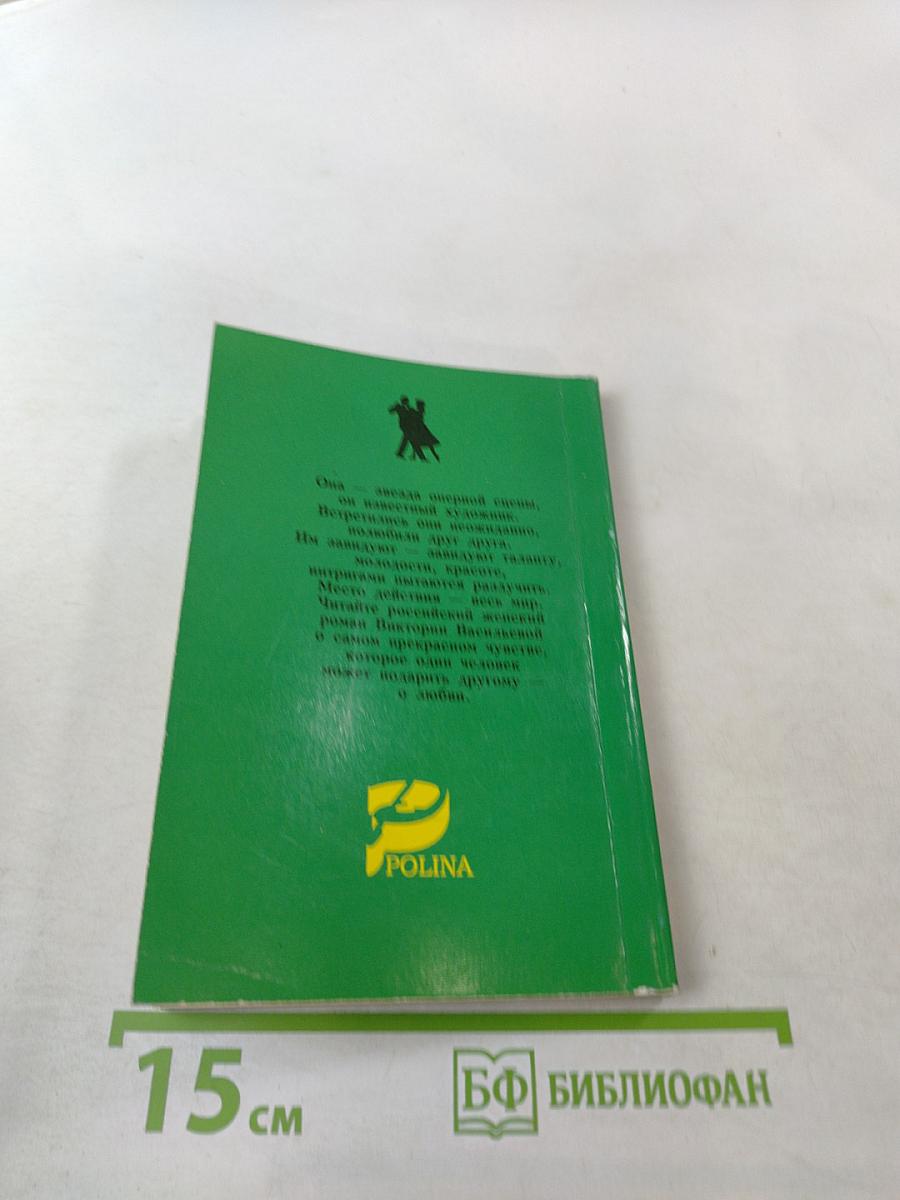 Она — звезда оперной сцены,
он известный художник.
Встретились они неожиданно,
полюбили друг друга.
Им завидуют — завидуют таланту,
молодости, красоте,
интригами пытаются разлучить.
Место действия — весь мир.
Читайте российский женский
роман Виктории Васильевой
о самом прекрасном чувстве,
которое один человек
может подарить другому —
о любви.
POLINA
15 см
БФ БИБЛИОФАН